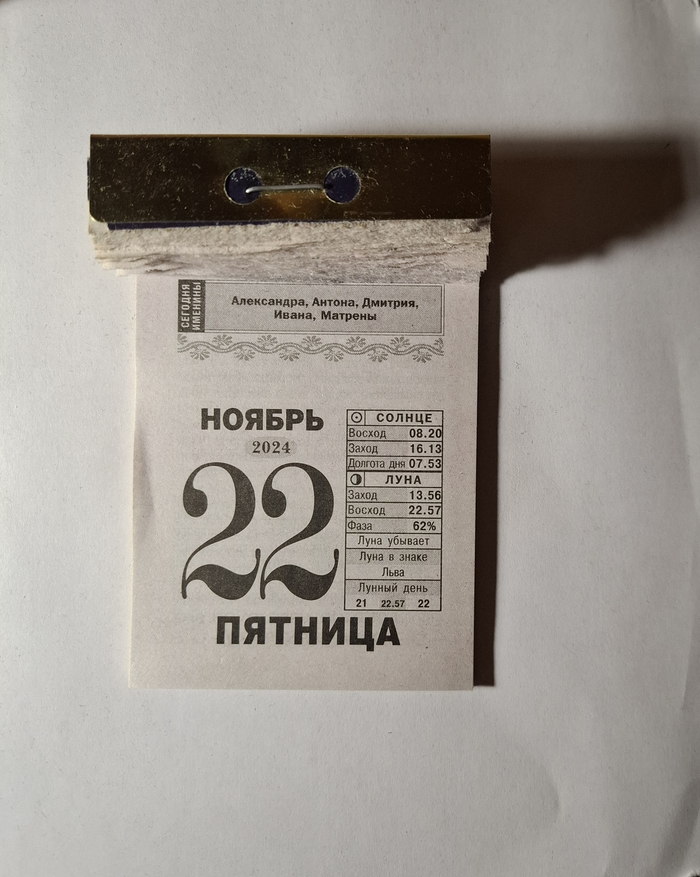 СЕГОДНЯ
ИМЕНИНЫ
Александра, Антона, Дмитрия,
Ивана, Матрены
НОЯБРЬ
2024
22
ПЯТНИЦА
СОЛНЦЕ
Восход 08.20
Заход 16.13
Долгота дня 07.53
ЛУНА
Заход 13.56
Восход 22.57
Фаза 62%
Луна убывает
Луна в знаке
Льва
Лунный день
21 22.57 22